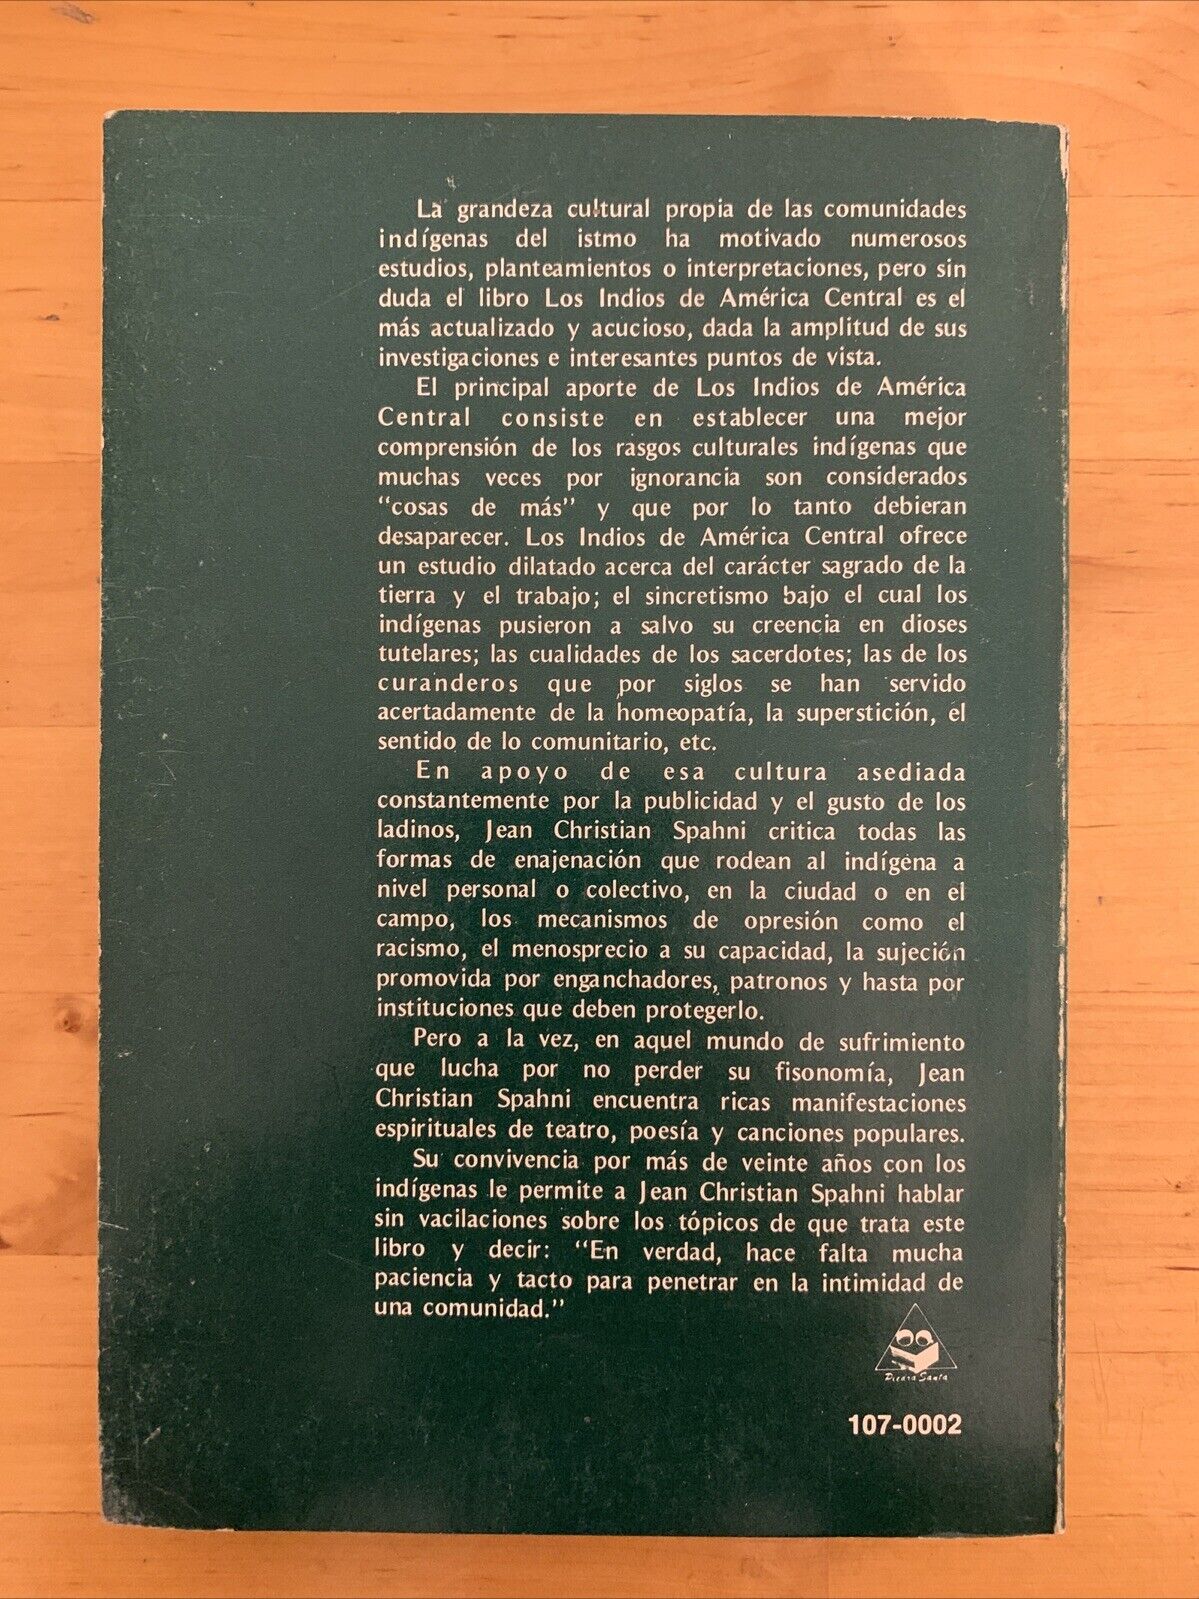 La grandeza cultural propia de las comunidades
indígenas del istmo ha motivado numerosos
estudios, planteamientos o interpretaciones, pero sin
duda el libro Los Indios de América Central es el
más actualizado y acucioso, dada la amplitud de sus
investigaciones e interesantes puntos de vista.
El principal aporte de Los Indios de América
Central consiste en establecer una mejor
comprensión de los rasgos culturales indígenas que
muchas veces por ignorancia son considerados
“cosas de más” y que por lo tanto debieran
desaparecer. Los Indios de América Central ofrece
un estudio dilatado acerca del carácter sagrado de la
tierra y el trabajo; el sincretismo bajo el cual los
indígenas pusieron a salvo su creencia en dioses
tutelares; las cualidades de los sacerdotes; las de los
curanderos que por siglos se han servido
acertadamente de la homeopatía, la superstición, el
sentido de lo comunitario, etc.
En apoyo de esa cultura asediada
constantemente por la publicidad y el gusto de los
ladinos, Jean Christian Spahni critica todas las
formas de enajenación que rodean al indígena a
nivel personal o colectivo, en la ciudad o en el
campo, los mecanismos de opresión como el
racismo, el menosprecio a su capacidad, la sujeción
promovida por enganchadores, patronos y hasta por
instituciones que deben protegerlo.
Pero a la vez, en aquel mundo de sufrimiento
que lucha por no perder su fisonomía, Jean
Christian Spahni encuentra ricas manifestaciones
espirituales de teatro, poesía y canciones populares.
Su convivencia por más de veinte años con los
indígenas le permite a Jean Christian Spahni hablar
sin vacilaciones sobre los tópicos de que trata este
libro y decir: “En verdad, hace falta mucha
paciencia y tacto para penetrar en la intimidad de
una comunidad.”
Piedra Santa
107-0002